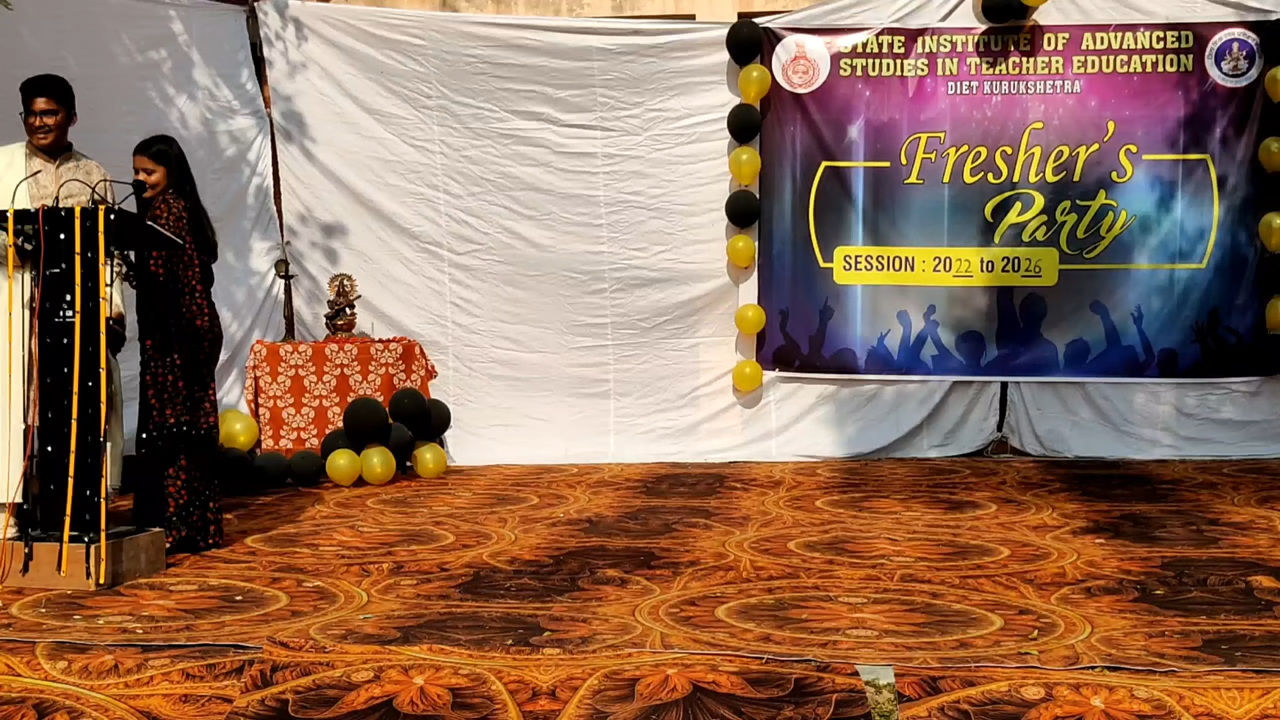 STATE INSTITUTE OF ADVANCED
STUDIES IN TEACHER EDUCATION
DIET KURUKSHETRA
Fresher's
Party
SESSION : 2022 to 2026